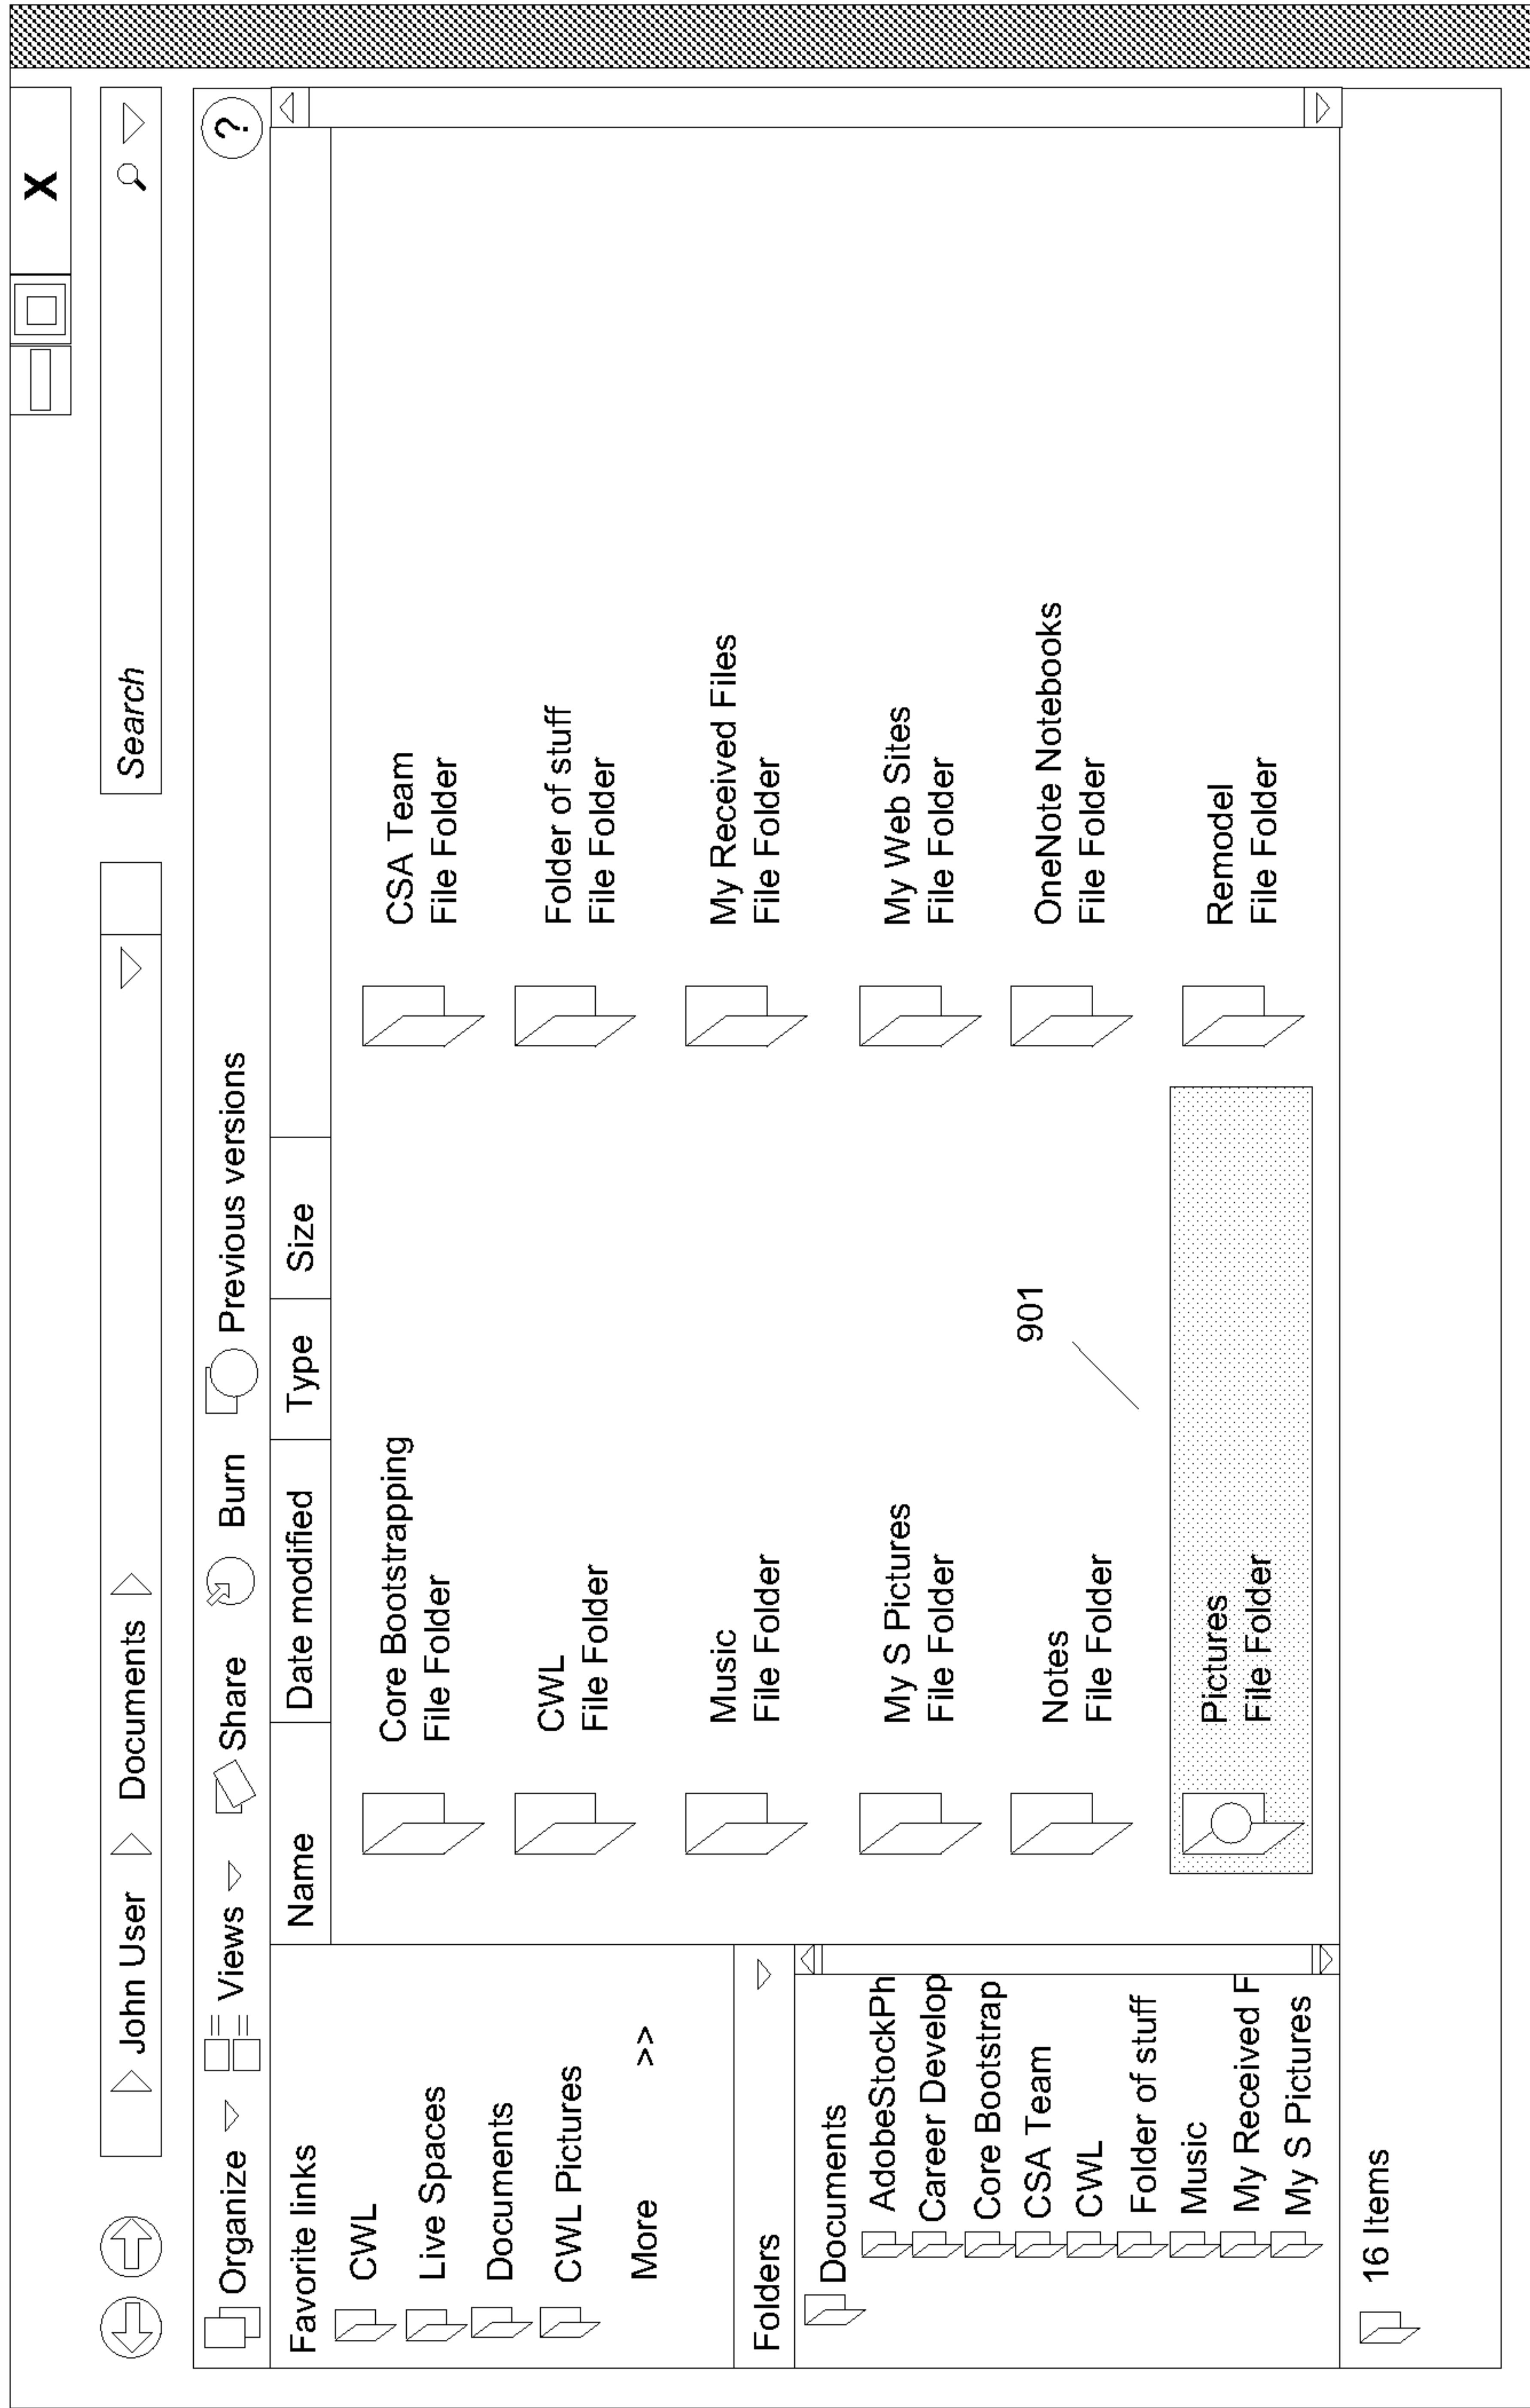 X
John User Documents Search
Organize Views Share Burn Previous versions ?
Favorite links
CWL
Live Spaces
Documents
CWL Pictures
More >>
Folders
Documents
AdobeStockPh
Career Develop
Core Bootstrap
CSA Team
CWL
Folder of stuff
Music
My Received F
My S Pictures
Name Date modified Type Size
Core Bootstrapping
File Folder
CSA Team
File Folder
CWL
File Folder
Folder of stuff
File Folder
Music
File Folder
My Received Files
File Folder
My S Pictures
File Folder
My Web Sites
File Folder
Notes
File Folder
OneNote Notebooks
File Folder
901
Pictures
File Folder
Remodel
File Folder
16 Items